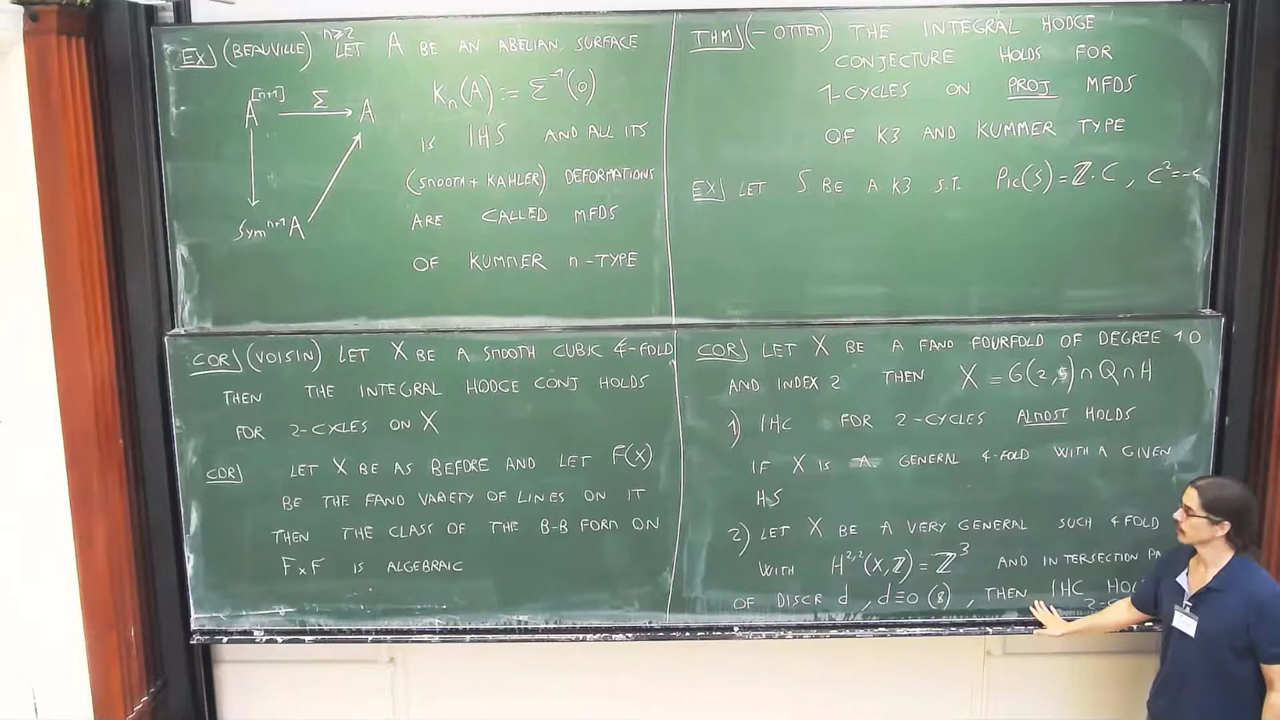 EX (BEAUVILLE) n≥2 LET A BE AN ABELIAN SURFACE
A^[n+1] Σ A
Sym^n+1 A
K_n(A) := Σ^-1(0)
IS IHS AND ALL ITS
(SMOOTH + KAHLER) DEFORMATIONS
ARE CALLED MFDS
OF KUMMER n-TYPE
THM (- OTTEM) THE INTEGRAL HODGE
CONJECTURE HOLDS FOR
1-CYCLES ON PROJ MFDS
OF K3 AND KUMMER TYPE
EX LET S BE A K3 S.T. Pic(S) = ℤ·C, C²=-
COR (VOISIN) LET X BE A SMOOTH CUBIC 4-FOLD
THEN THE INTEGRAL HODGE CONJ HOLDS
FOR 2-CYCLES ON X
COR LET X BE AS BEFORE AND LET F(X)
BE THE FANO VARIETY OF LINES ON IT
THEN THE CLASS OF THE B-B FORM ON
F×F IS ALGEBRAIC
COR LET X BE A FANO FOURFOLD OF DEGREE 10
AND INDEX 2 THEN X = G(2,5)∩Q∩H
1) IHC FOR 2-CYCLES ALMOST HOLDS
IF X IS A GENERAL 4-FOLD WITH A GIVEN
HS
2) LET X BE A VERY GENERAL SUCH 4FOLD
WITH H^2,2(X,ℤ) = ℤ^3 AND INTERSECTION PA
OF DISCR d, d≡0 (8), THEN IHC HOL
2-C